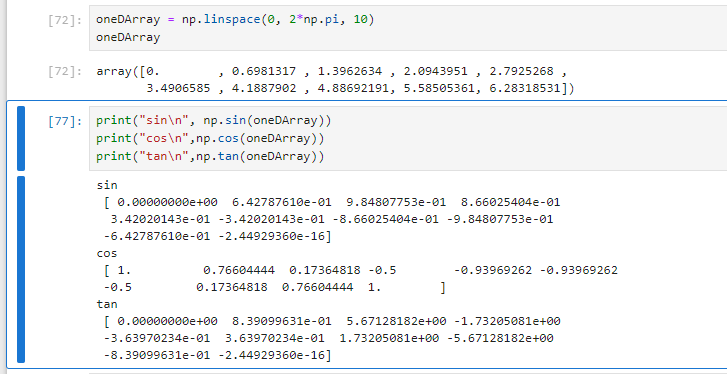 [72]: oneDArray = np.linspace(0, 2*np.pi, 10)
oneDArray
[72]: array([0.        , 0.6981317 , 1.3962634 , 2.0943951 , 2.7925268 ,
3.4906585 , 4.1887902 , 4.88692191, 5.58505361, 6.28318531])
[77]: print("sin\n", np.sin(oneDArray))
print("cos\n",np.cos(oneDArray))
print("tan\n",np.tan(oneDArray))
sin
[ 0.00000000e+00  6.42787610e-01  9.84807753e-01  8.66025404e-01
3.42020143e-01 -3.42020143e-01 -8.66025404e-01 -9.84807753e-01
-6.42787610e-01 -2.44929360e-16]
cos
[ 1.          0.76604444  0.17364818 -0.5        -0.93969262 -0.93969262
-0.5         0.17364818  0.76604444  1.        ]
tan
[ 0.00000000e+00  8.39099631e-01  5.67128182e+00 -1.73205081e+00
-3.63970234e-01  3.63970234e-01  1.73205081e+00 -5.67128182e+00
-8.39099631e-01 -2.44929360e-16]